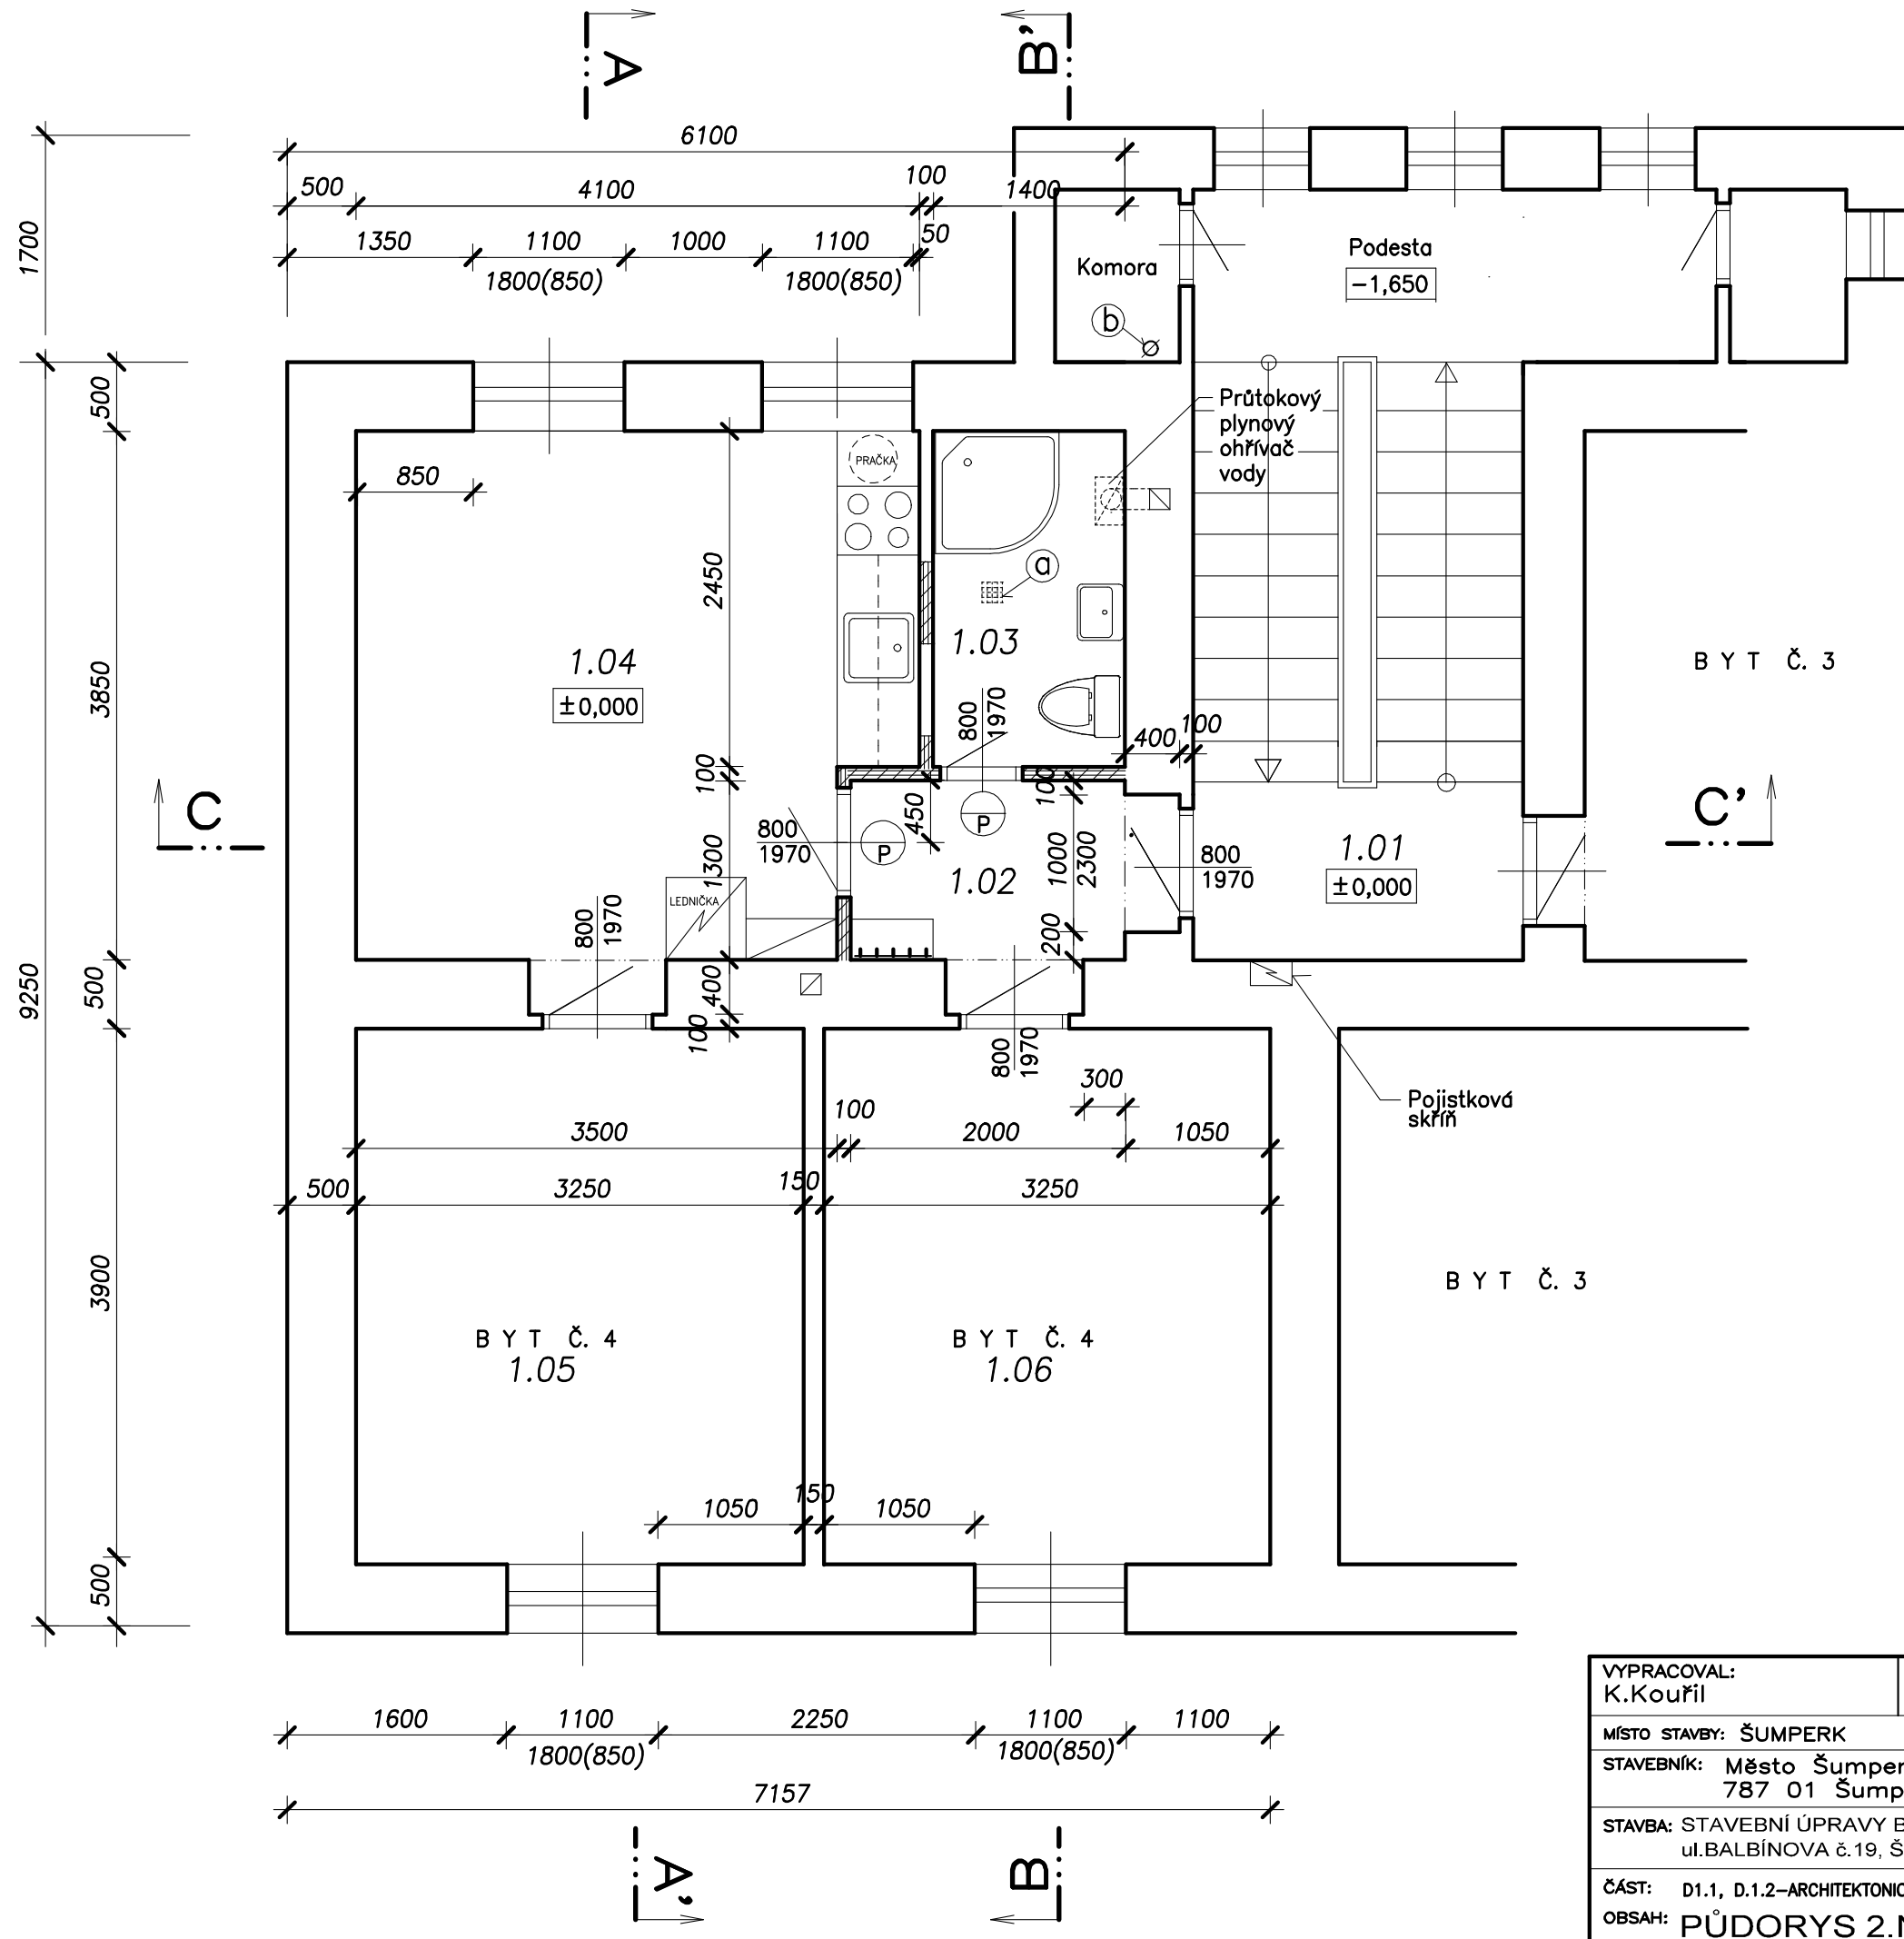 A
B'
6100
500
4100
100
1400
1350
1100
1000
1100
50
1800(850)
1800(850)
1700
Komora
Podesta
-1,650
b
500
Průtokový
plynový
ohřívač
vody
PRAČKA
850
2450
a
1.03
1.04
±0,000
3850
BYT Č. 3
800
1970
400
100
100
100
C
C'
450
P
P
800
1970
1300
1.02
1000
2300
800
1970
1.01
±0,000
LEDNIČKA
800
1970
200
9250
500
400
100
800
1970
300
Pojistková
skříň
100
3500
2000
1050
500
3250
150
3250
3900
BYT Č. 3
BYT Č. 4
1.05
BYT Č. 4
1.06
1050
150
1050
500
1600
1100
2250
1100
1100
1800(850)
1800(850)
7157
A'
B
VYPRACOVAL:
K.Kouřil
MÍSTO STAVBY: ŠUMPERK
STAVEBNÍK: Město Šumper
787 01 Šump
STAVBA: STAVEBNÍ ÚPRAVY B
ul.BALBÍNOVA č.19, Š
ČÁST: D1.1, D.1.2-ARCHITEKTONIC
OBSAH: PŮDORYS 2.N